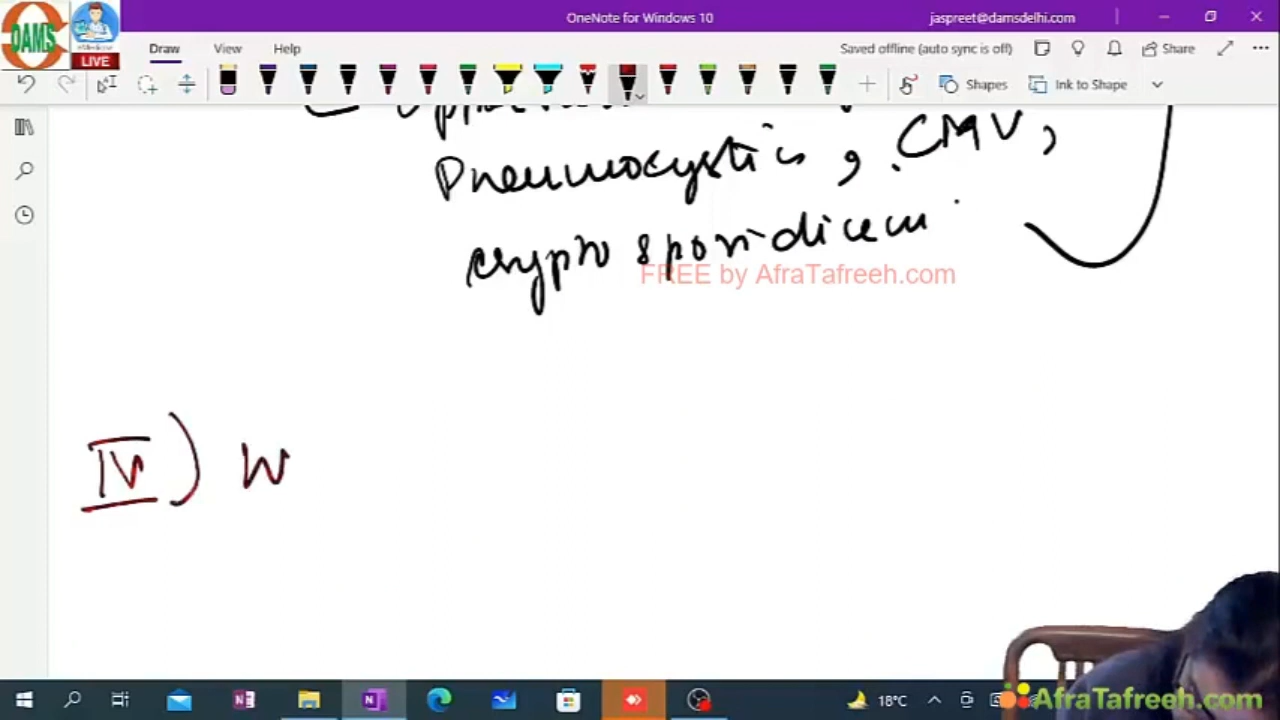 OneNote for Windows 10
jaspreet@damsdelhi.com
DAMS
LIVE
Draw
View
Help
Saved offline (auto sync is off)
Share
Shapes
Ink to Shape
Pneumocystis, CMV,
cryptosporidium
FREE by AfraTafreeh.com
IV) W
18°C
AfraTafreeh.com